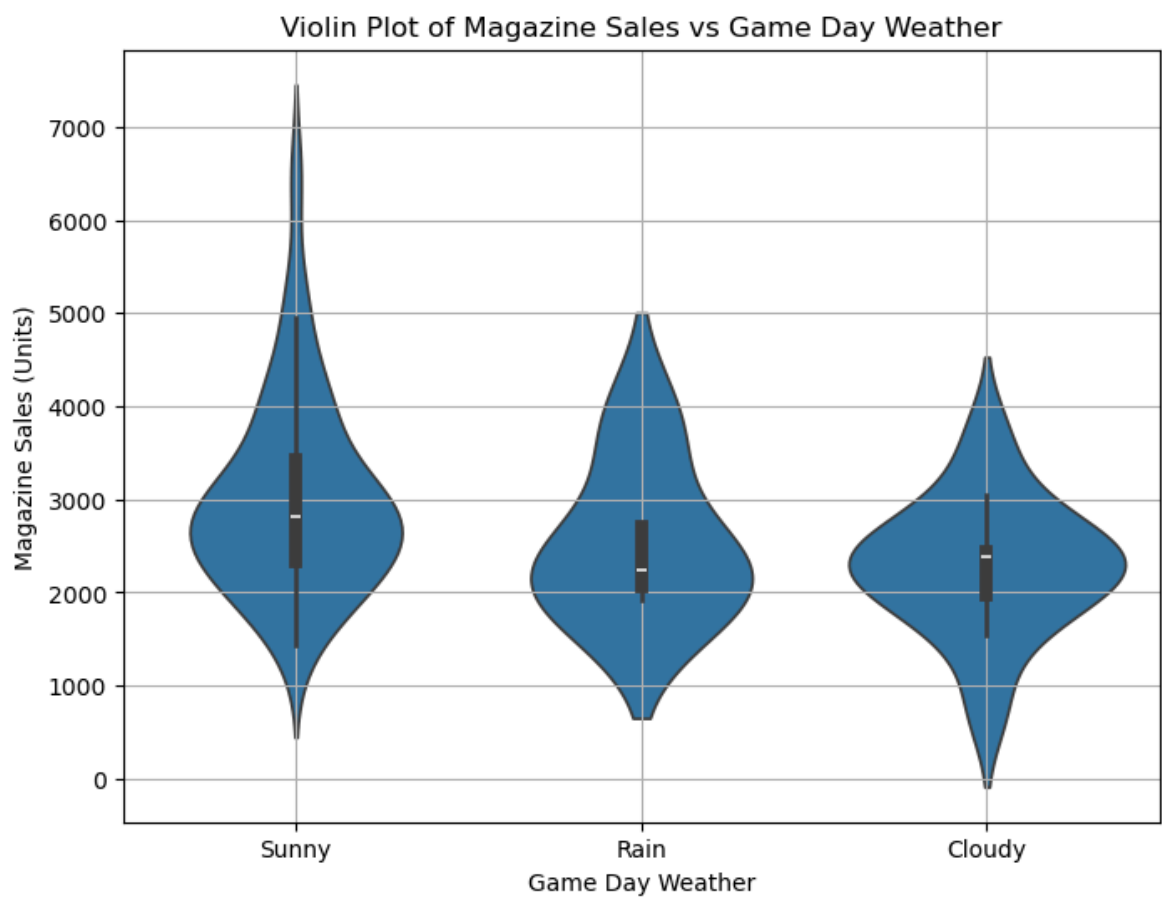 Violin Plot of Magazine Sales vs Game Day Weather
Magazine Sales (Units)
7000
6000
5000
4000
3000
2000
1000
0
Sunny Rain Cloudy
Game Day Weather